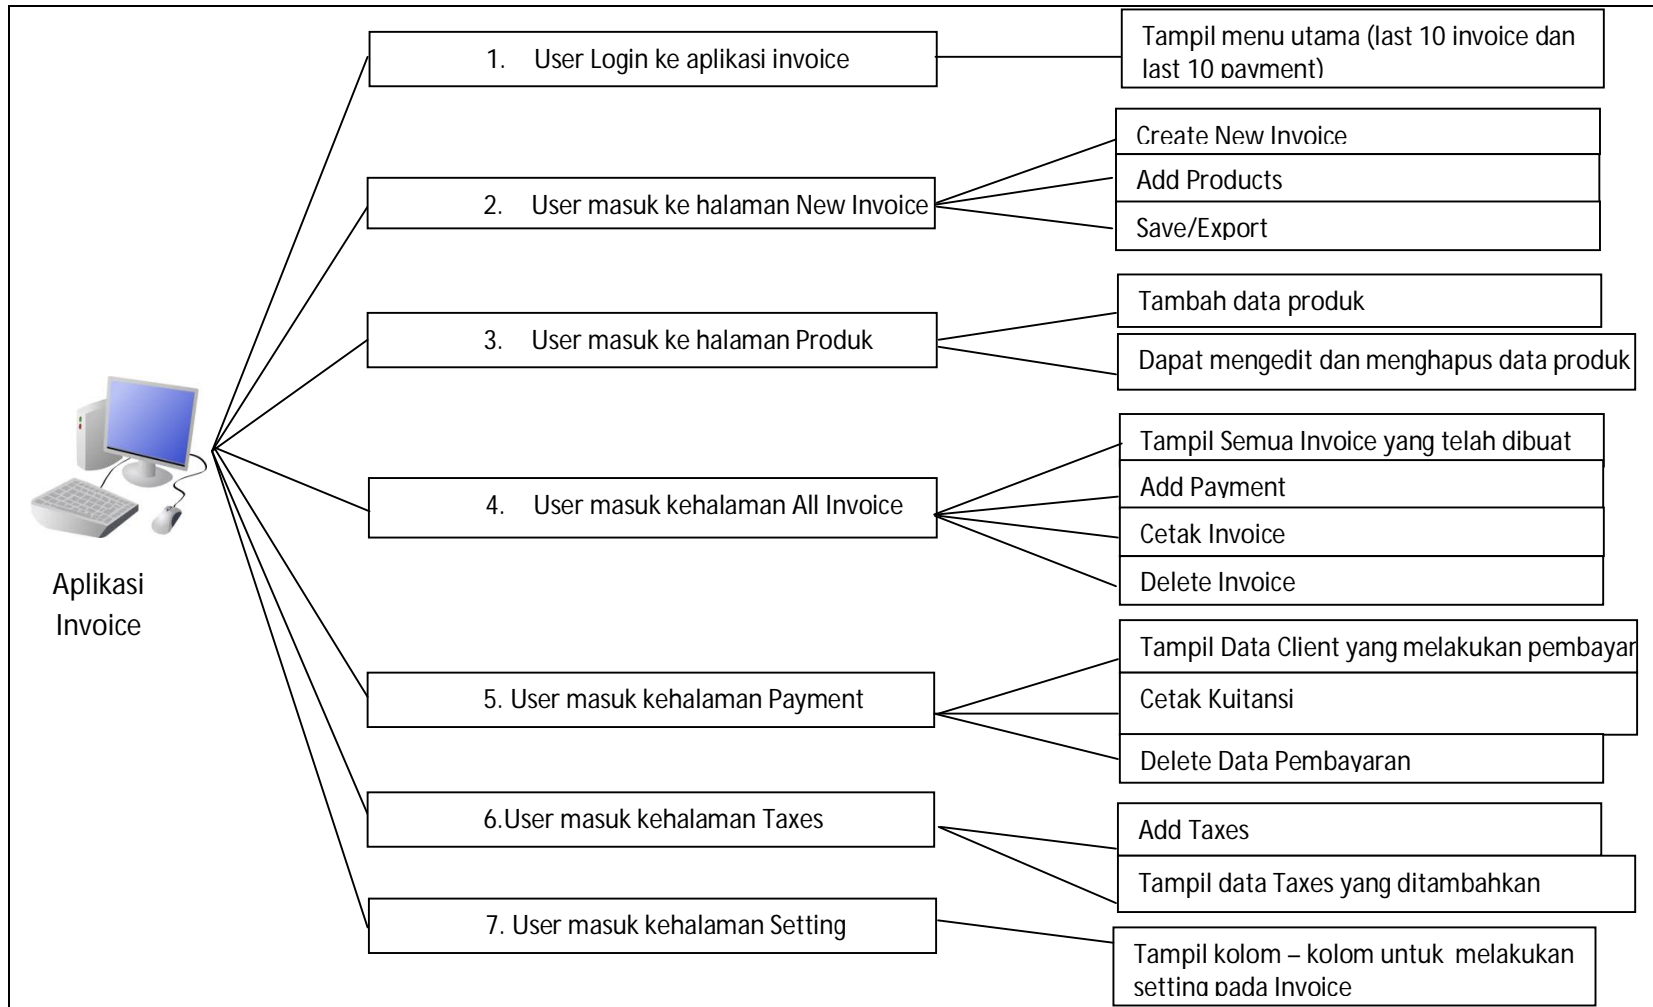 1. User Login ke aplikasi invoice
Tampil menu utama (last 10 invoice dan
last 10 payment)
2. User masuk ke halaman New Invoice
Create New Invoice
Add Products
Save/Export
3. User masuk ke halaman Produk
Tambah data produk
Dapat mengedit dan menghapus data produk
4. User masuk kehalaman All Invoice
Tampil Semua Invoice yang telah dibuat
Add Payment
Cetak Invoice
Delete Invoice
Aplikasi
Invoice
5. User masuk kehalaman Payment
Tampil Data Client yang melakukan pembayar
Cetak Kuitansi
Delete Data Pembayaran
6.User masuk kehalaman Taxes
Add Taxes
Tampil data Taxes yang ditambahkan
7. User masuk kehalaman Setting
Tampil kolom – kolom untuk melakukan
setting pada Invoice